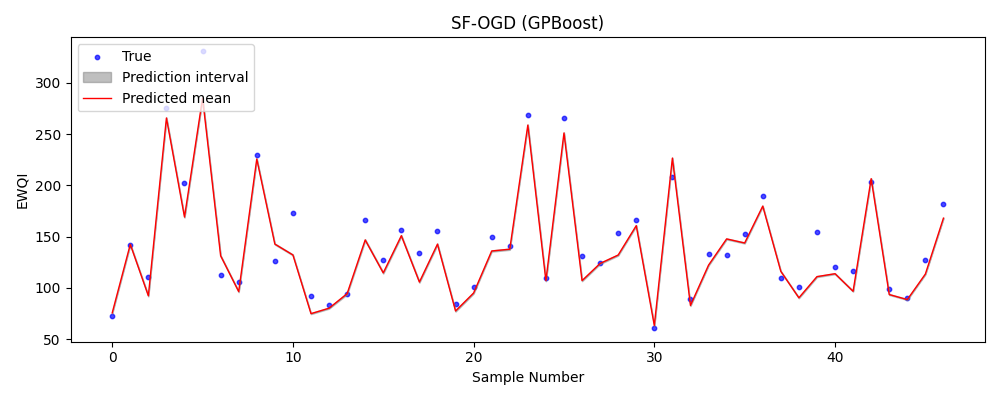 SF-OGD (GPBoost)
True
Prediction interval
Predicted mean
EWQI
300
250
200
150
100
50
0
10
20
30
40
Sample Number